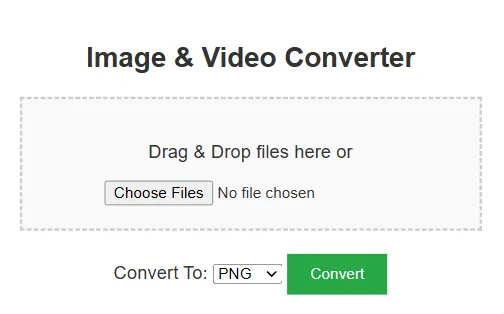 Image & Video Converter
Drag & Drop files here or
Choose Files No file chosen
Convert To: PNG Convert